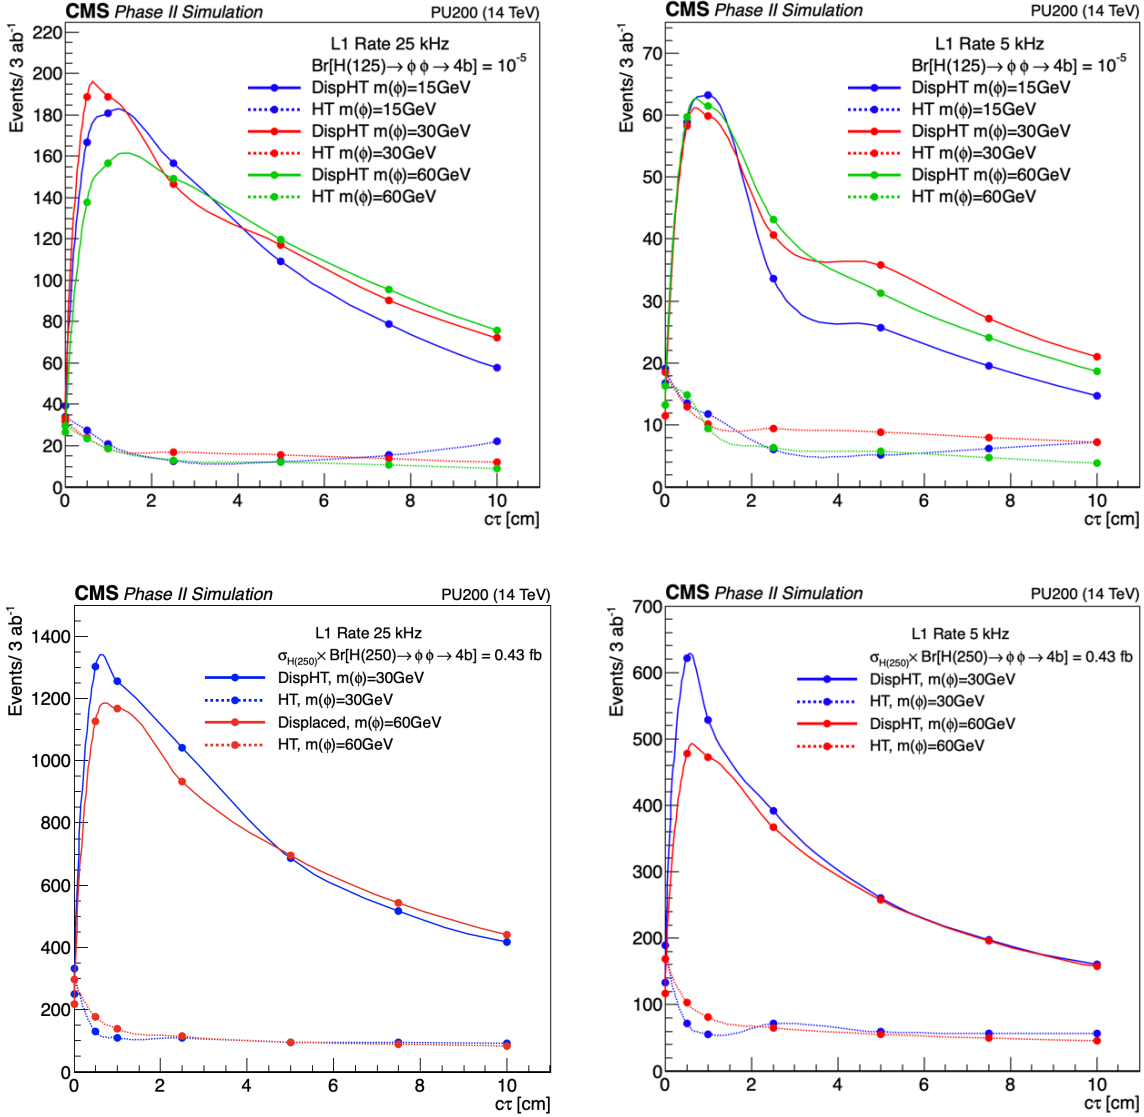 CMS Phase II Simulation PU200 (14 TeV)
Events/ 3 ab⁻¹
220
200
180
160
140
120
100
80
60
40
20
0
L1 Rate 25 kHz
Br[H(125)→ϕ ϕ→4b] = 10⁻⁵
DispHT m(ϕ)=15GeV
HT m(ϕ)=15GeV
DispHT m(ϕ)=30GeV
HT m(ϕ)=30GeV
DispHT m(ϕ)=60GeV
HT m(ϕ)=60GeV
0 2 4 6 8 10
cτ [cm]
CMS Phase II Simulation PU200 (14 TeV)
Events/ 3 ab⁻¹
70
60
50
40
30
20
10
0
L1 Rate 5 kHz
Br[H(125)→ϕ ϕ→4b] = 10⁻⁵
DispHT m(ϕ)=15GeV
HT m(ϕ)=15GeV
DispHT m(ϕ)=30GeV
HT m(ϕ)=30GeV
DispHT m(ϕ)=60GeV
HT m(ϕ)=60GeV
0 2 4 6 8 10
cτ [cm]
CMS Phase II Simulation PU200 (14 TeV)
Events/ 3 ab⁻¹
1400
1200
1000
800
600
400
200
0
L1 Rate 25 kHz
σH(250)× Br[H(250)→ϕ ϕ→4b] = 0.43 fb
DispHT, m(ϕ)=30GeV
HT, m(ϕ)=30GeV
Displaced, m(ϕ)=60GeV
HT, m(ϕ)=60GeV
0 2 4 6 8 10
cτ [cm]
CMS Phase II Simulation PU200 (14 TeV)
Events/ 3 ab⁻¹
700
600
500
400
300
200
100
0
L1 Rate 5 kHz
σH(250)× Br[H(250)→ϕ ϕ→4b] = 0.43 fb
DispHT, m(ϕ)=30GeV
HT, m(ϕ)=30GeV
DispHT, m(ϕ)=60GeV
HT, m(ϕ)=60GeV
0 2 4 6 8 10
cτ [cm]